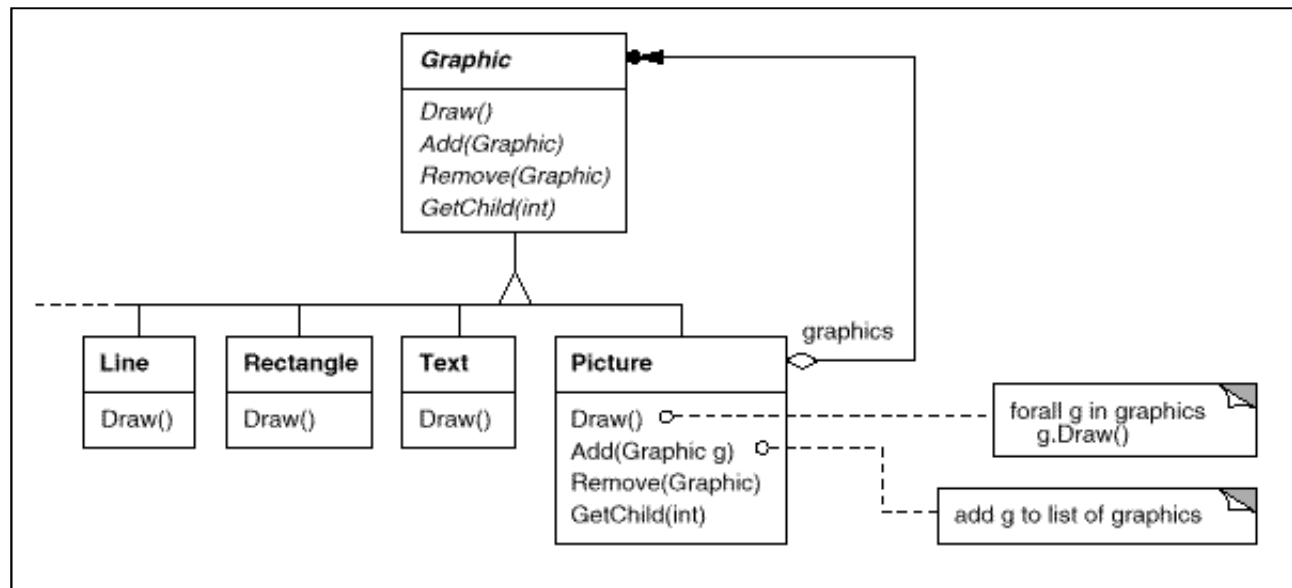 Graphic
Draw()
Add(Graphic)
Remove(Graphic)
GetChild(int)
graphics
Line
Draw()
Rectangle
Draw()
Text
Draw()
Picture
Draw()
Add(Graphic g)
Remove(Graphic)
GetChild(int)
forall g in graphics
g.Draw()
add g to list of graphics